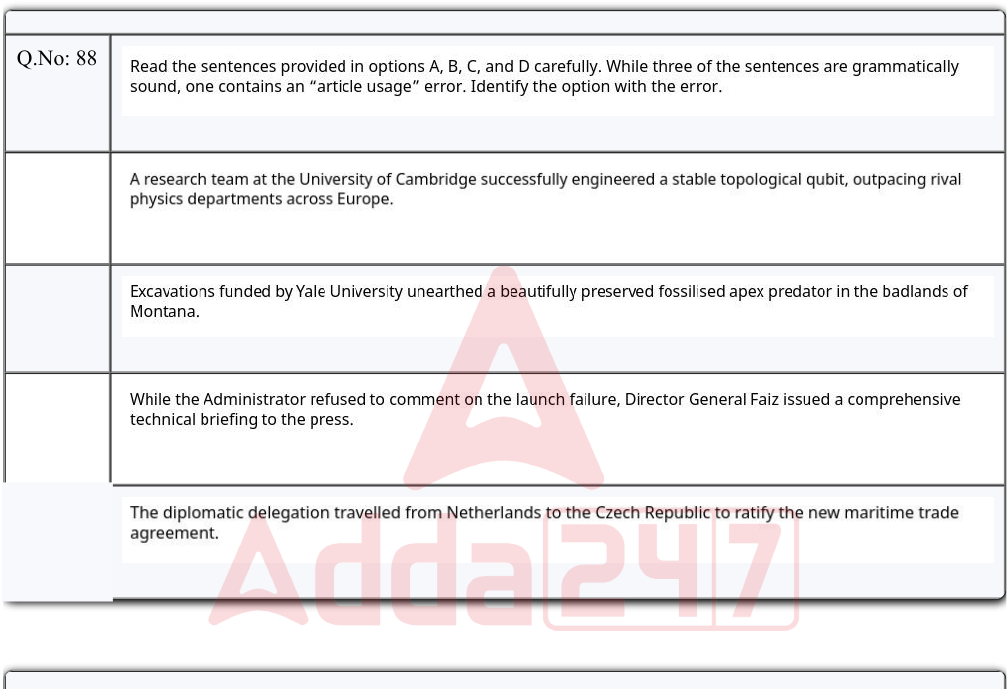 Q.No: 88
Read the sentences provided in options A, B, C, and D carefully. While three of the sentences are grammatically
sound, one contains an “article usage” error. Identify the option with the error.
A research team at the University of Cambridge successfully engineered a stable topological qubit, outpacing rival
physics departments across Europe.
Excavations funded by Yale University unearthed a beautifully preserved fossilised apex predator in the badlands of
Montana.
While the Administrator refused to comment on the launch failure, Director General Faiz issued a comprehensive
technical briefing to the press.
The diplomatic delegation travelled from Netherlands to the Czech Republic to ratify the new maritime trade
agreement.
Adda247